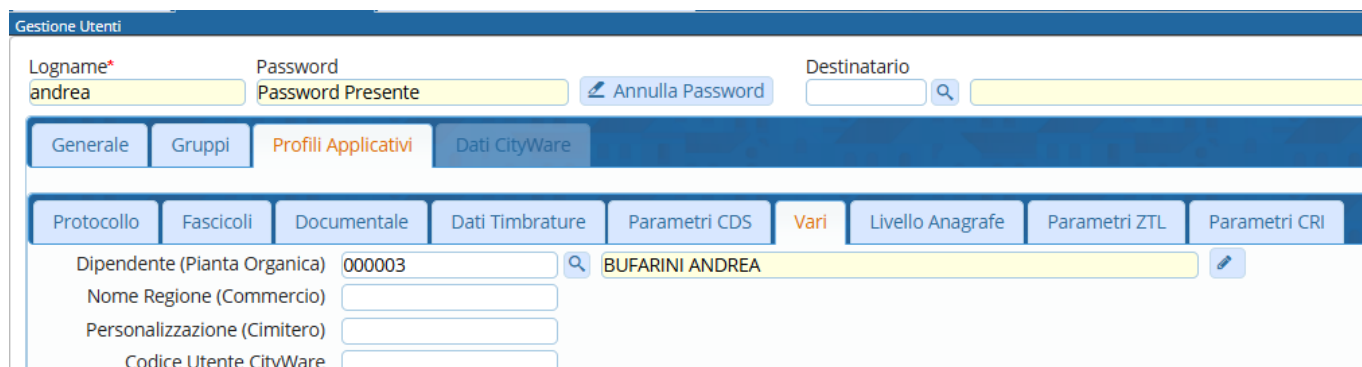 Gestione Utenti
Logname* Password Destinatario
andrea Password Presente Annulla Password
Generale Gruppi Profili Applicativi Dati CityWare
Protocollo Fascicoli Documentale Dati Timbrature Parametri CDS Vari Livello Anagrafe Parametri ZTL Parametri CRI
Dipendente (Pianta Organica) 000003 BUFARINI ANDREA
Nome Regione (Commercio)
Personalizzazione (Cimitero)
Codice Utente CityWare